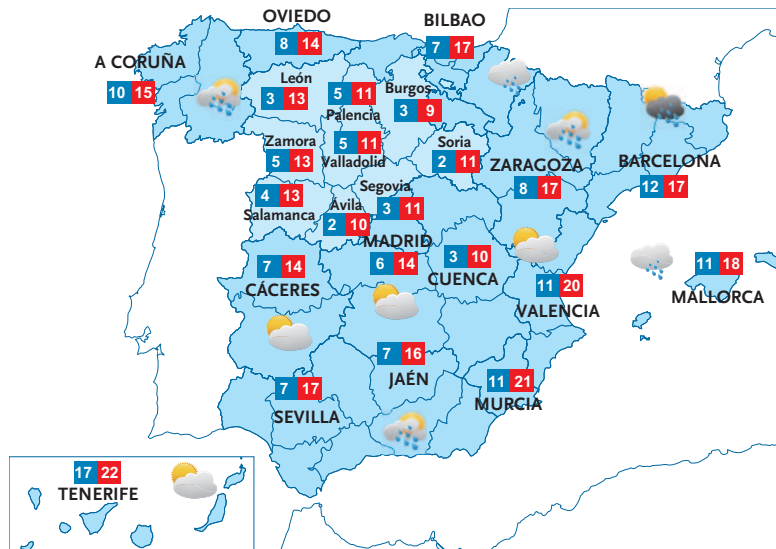 OVIEDO
8 14
BILBAO
7 17
A CORUÑA
10 15
León
3 13
5 11
Palencia
Burgos
3 9
Zamora
5 13
5 11
Valladolid
Soria
2 11
ZARAGOZA
8 17
BARCELONA
12 17
4 13
Salamanca
Ávila
2 10
Segovia
3 11
MADRID
6 14
3 10
CUENCA
7 14
CÁCERES
11 20
VALENCIA
11 18
MALLORCA
7 16
JAÉN
11 21
MURCIA
7 17
SEVILLA
17 22
TENERIFE